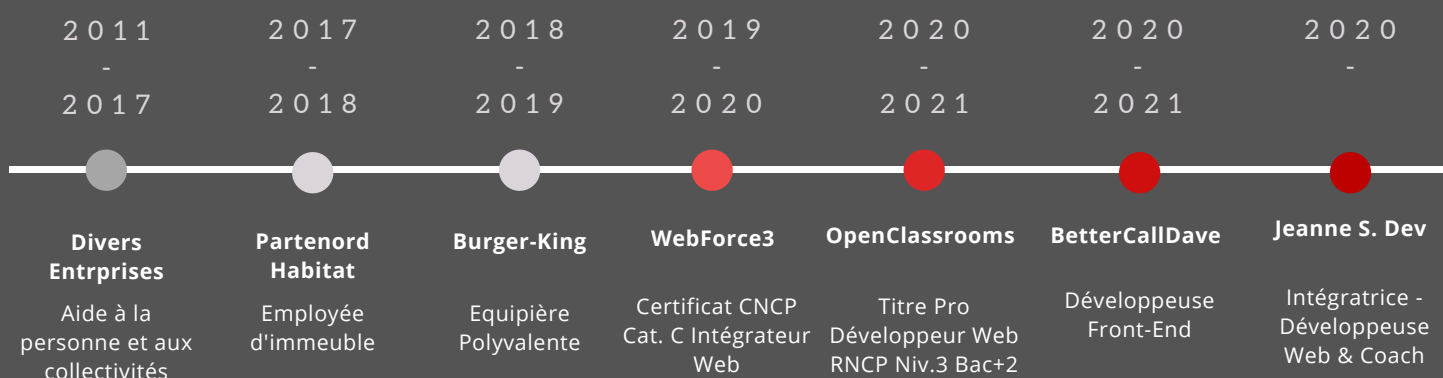 2011
-
2017
Divers
Entrprises
Aide à la
personne et aux
collectivités
2017
-
2018
Partenord
Habitat
Employée
d'immeuble
2018
-
2019
Burger-King
Equipière
Polyvalente
2019
-
2020
WebForce3
Certificat CNCP
Cat. C Intégrateur
Web
2020
-
2021
OpenClassrooms
Titre Pro
Développeur Web
RNCP Niv.3 Bac+2
2020
-
2021
BetterCallDave
Développeuse
Front-End
2020
-
Jeanne S. Dev
Intégratrice -
Développeuse
Web & Coach